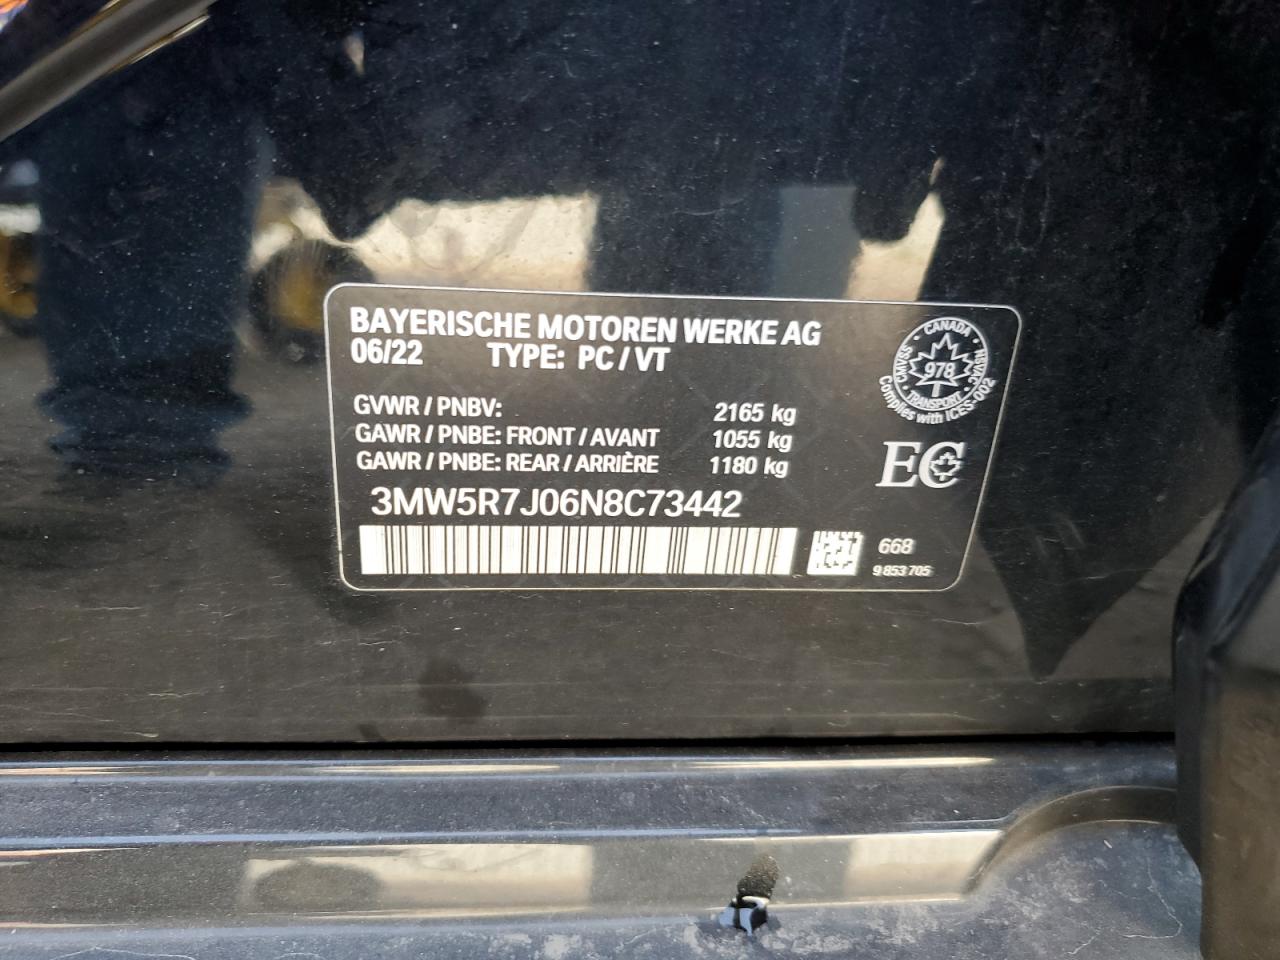 BAYERISCHE MOTOREN WERKE AG
06/22 TYPE: PC / VT
GVWR / PNBV: 2165 kg
GAWR / PNBE: FRONT / AVANT 1055 kg
GAWR / PNBE: REAR / ARRIÈRE 1180 kg
3MW5R7J06N8C73442
CANADA
CMVSS 978 NSVAC
TRANSPORT
Complies with ICES-002
EC
668
9 853 705